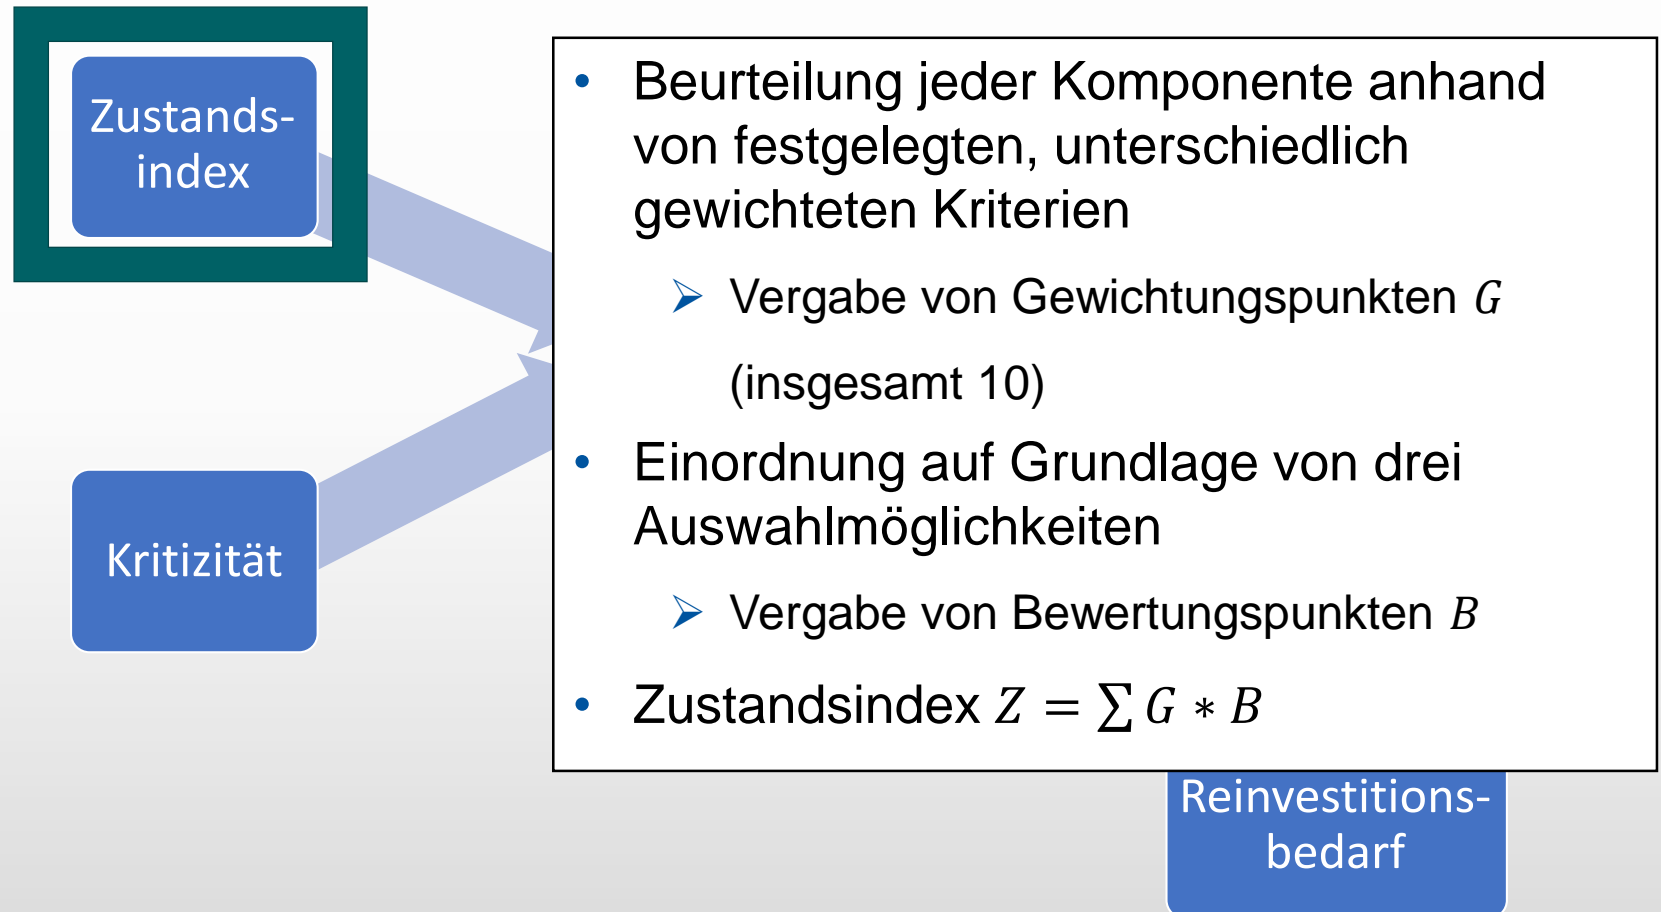 Zustands-
index
Kritizität
• Beurteilung jeder Komponente anhand
von festgelegten, unterschiedlich
gewichteten Kriterien
➢ Vergabe von Gewichtungspunkten G
(insgesamt 10)
• Einordnung auf Grundlage von drei
Auswahlmöglichkeiten
➢ Vergabe von Bewertungspunkten B
• Zustandsindex Z = ∑ G ∗ B
Reinvestitions-
bedarf